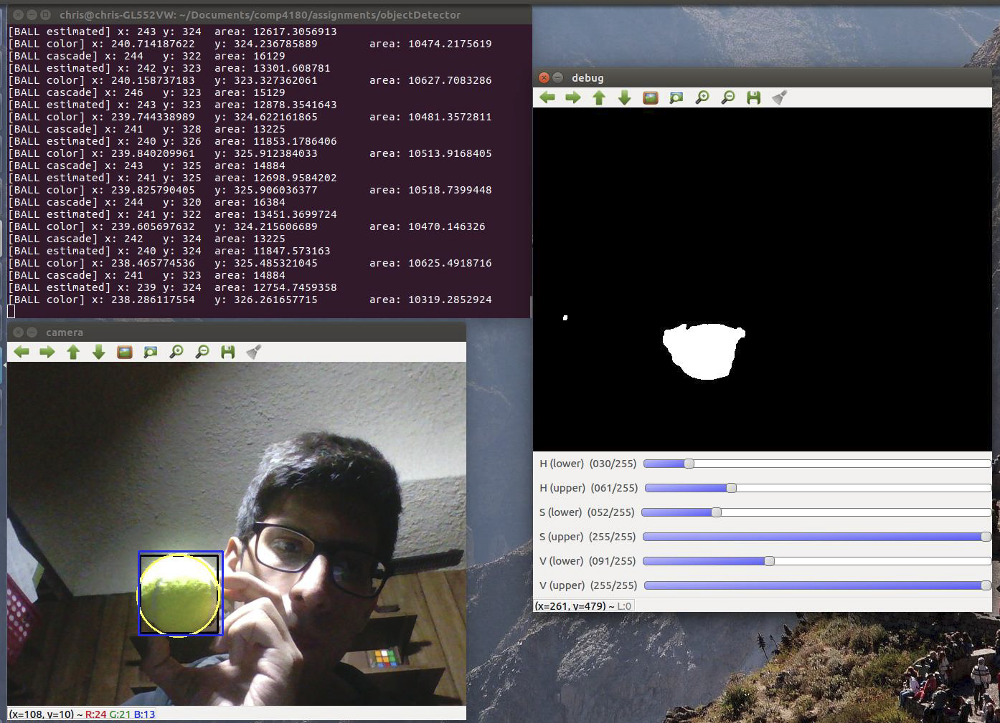 chris@chris-GL552VW: ~/Documents/comp4180/assignments/objectDetector
[BALL estimated] x: 243 y: 324 area: 12617.3056913
[BALL color] x: 240.714187622 y: 324.236785889 area: 10474.2175619
[BALL cascade] x: 244 y: 322 area: 16129
[BALL estimated] x: 242 y: 323 area: 13301.608781
[BALL color] x: 240.158737183 y: 323.327362061 area: 10627.7083286
[BALL cascade] x: 246 y: 323 area: 15129
[BALL estimated] x: 243 y: 323 area: 12878.3541643
[BALL color] x: 239.744338989 y: 324.622161865 area: 10481.3572811
[BALL cascade] x: 241 y: 328 area: 13225
[BALL estimated] x: 240 y: 326 area: 11853.1786406
[BALL color] x: 239.840209961 y: 325.912384033 area: 10513.9168405
[BALL cascade] x: 243 y: 325 area: 14884
[BALL estimated] x: 241 y: 325 area: 12698.9584202
[BALL color] x: 239.825790405 y: 325.906036377 area: 10518.7399448
[BALL cascade] x: 244 y: 320 area: 16384
[BALL estimated] x: 241 y: 322 area: 13451.3699724
[BALL color] x: 239.605697632 y: 324.215606689 area: 10470.146326
[BALL cascade] x: 242 y: 324 area: 13225
[BALL estimated] x: 240 y: 324 area: 11847.573163
[BALL color] x: 238.465774536 y: 325.485321045 area: 10625.4918716
[BALL cascade] x: 241 y: 323 area: 14884
[BALL estimated] x: 239 y: 324 area: 12754.7459358
[BALL color] x: 238.286117554 y: 326.261657715 area: 10319.2852924
camera
(x=108, y=10) ~ R:24 G:21 B:13
debug
H (lower) (030/255)
H (upper) (061/255)
S (lower) (052/255)
S (upper) (255/255)
V (lower) (091/255)
V (upper) (255/255)
(x=261, y=479) ~ L:0